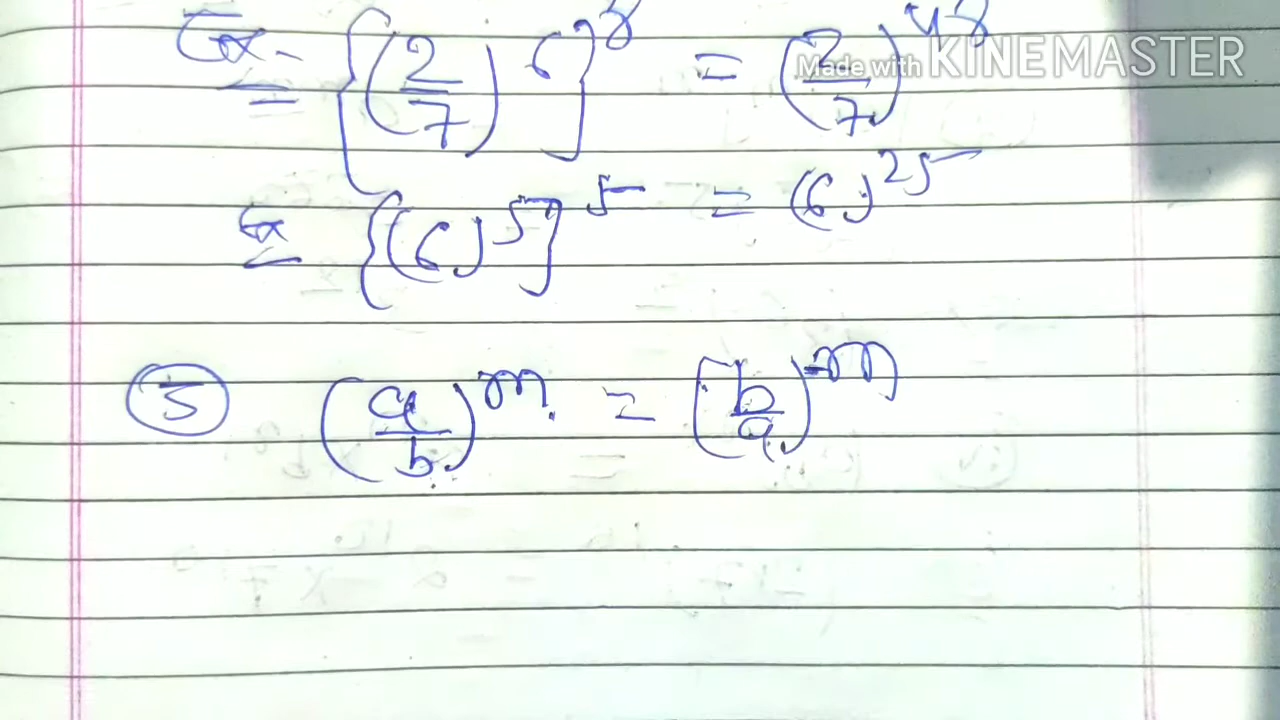 Ex- {(2/7)^6}^8 = (2/7)^48
Made with KINEMASTER
Ex {(6)^5}^5 = (6)^25
5 (a/b)^m = (b/a)^-m